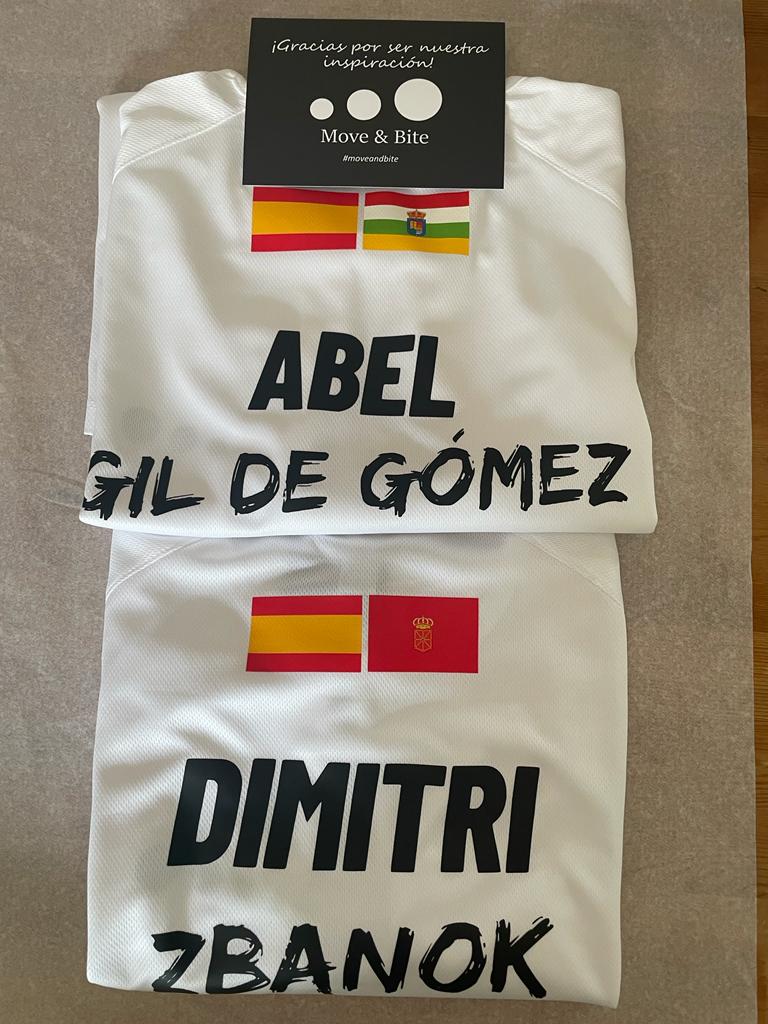 ¡Gracias por ser nuestra
inspiración!
Move & Bite
#moveandbite
ABEL
GIL DE GÓMEZ
DIMITRI
ZBANOK